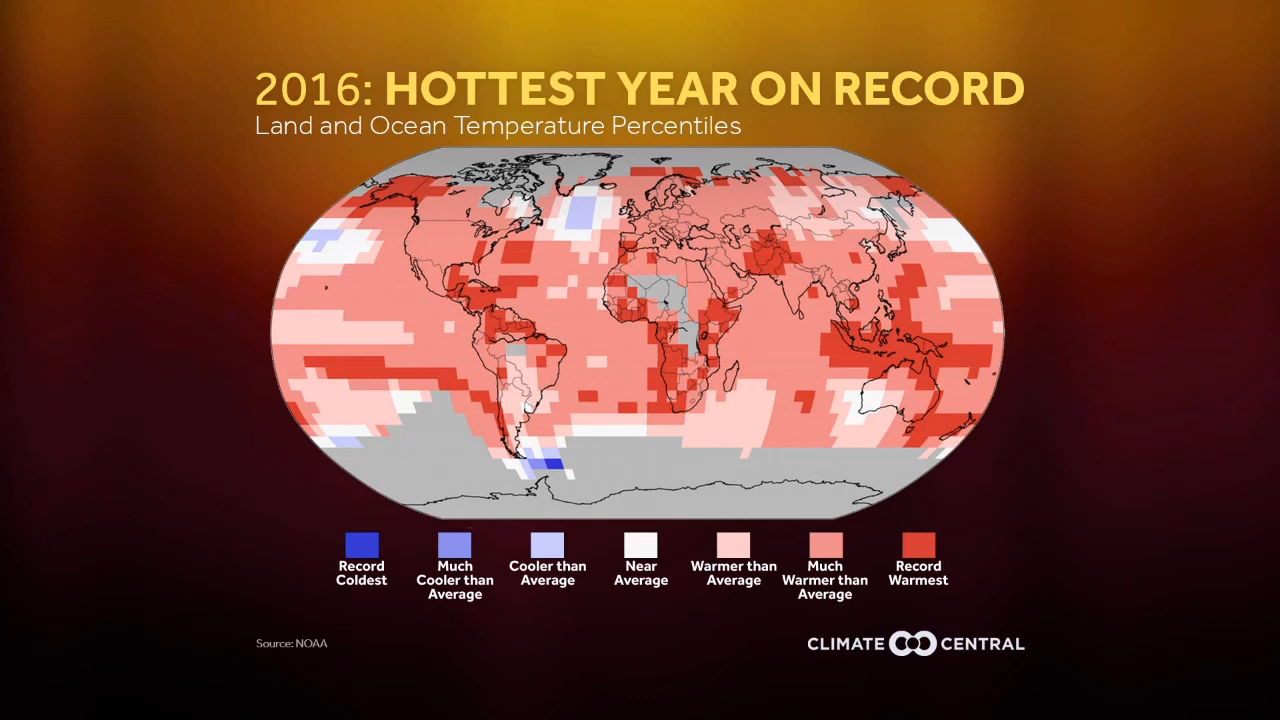 2016: HOTTEST YEAR ON RECORD
Land and Ocean Temperature Percentiles
Record Coldest
Much Cooler than Average
Cooler than Average
Near Average
Warmer than Average
Much Warmer than Average
Record Warmest
Source: NOAA
CLIMATE CENTRAL